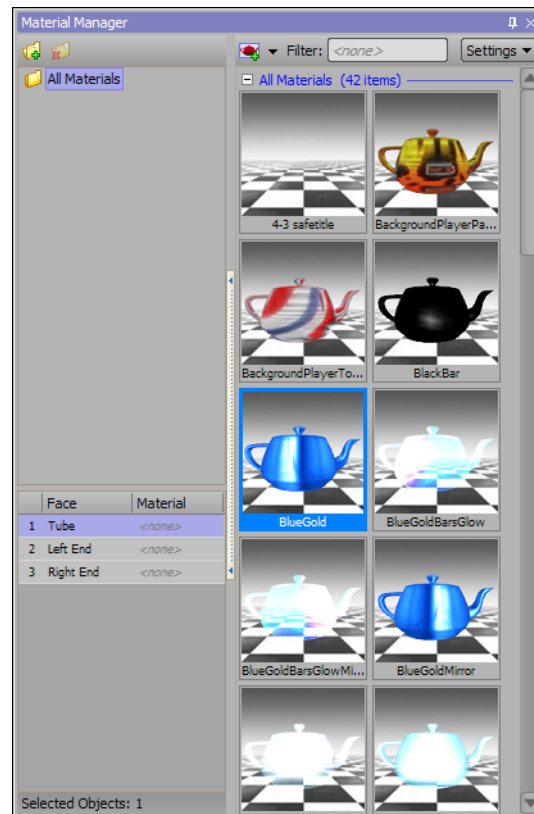 Material Manager
Filter: <none> Settings
All Materials
All Materials (42 items)
4-3 safetitle
BackgroundPlayerPa...
BackgroundPlayerTo...
BlackBar
BlueGold
BlueGoldBarsGlow
BlueGoldBarsGlowMi...
BlueGoldMirror
Face Material
1 Tube <none>
2 Left End <none>
3 Right End <none>
Selected Objects: 1